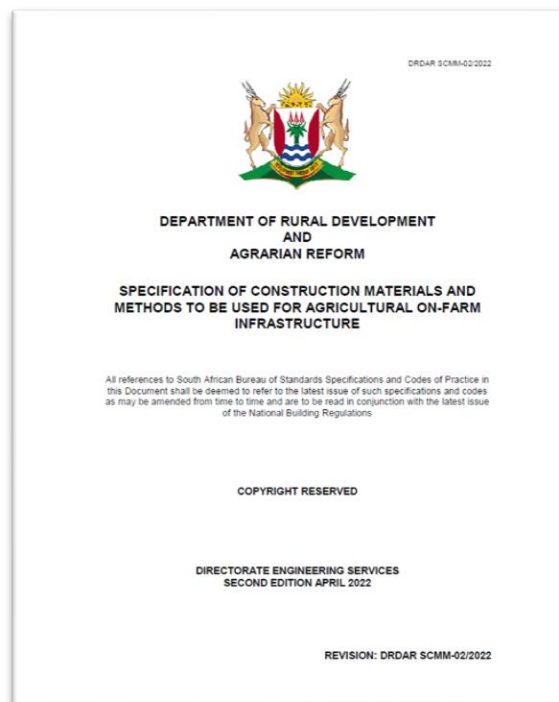 DRDAR SCMM-02/2022
DEPARTMENT OF RURAL DEVELOPMENT
AND
AGRARIAN REFORM
SPECIFICATION OF CONSTRUCTION MATERIALS AND
METHODS TO BE USED FOR AGRICULTURAL ON-FARM
INFRASTRUCTURE
All references to South African Bureau of Standards Specifications and Codes of Practice in
this Document shall be deemed to refer to the latest issue of such specifications and codes
as may be amended from time to time and are to be read in conjunction with the latest issue
of the National Building Regulations
COPYRIGHT RESERVED
DIRECTORATE ENGINEERING SERVICES
SECOND EDITION APRIL 2022
REVISION: DRDAR SCMM-02/2022